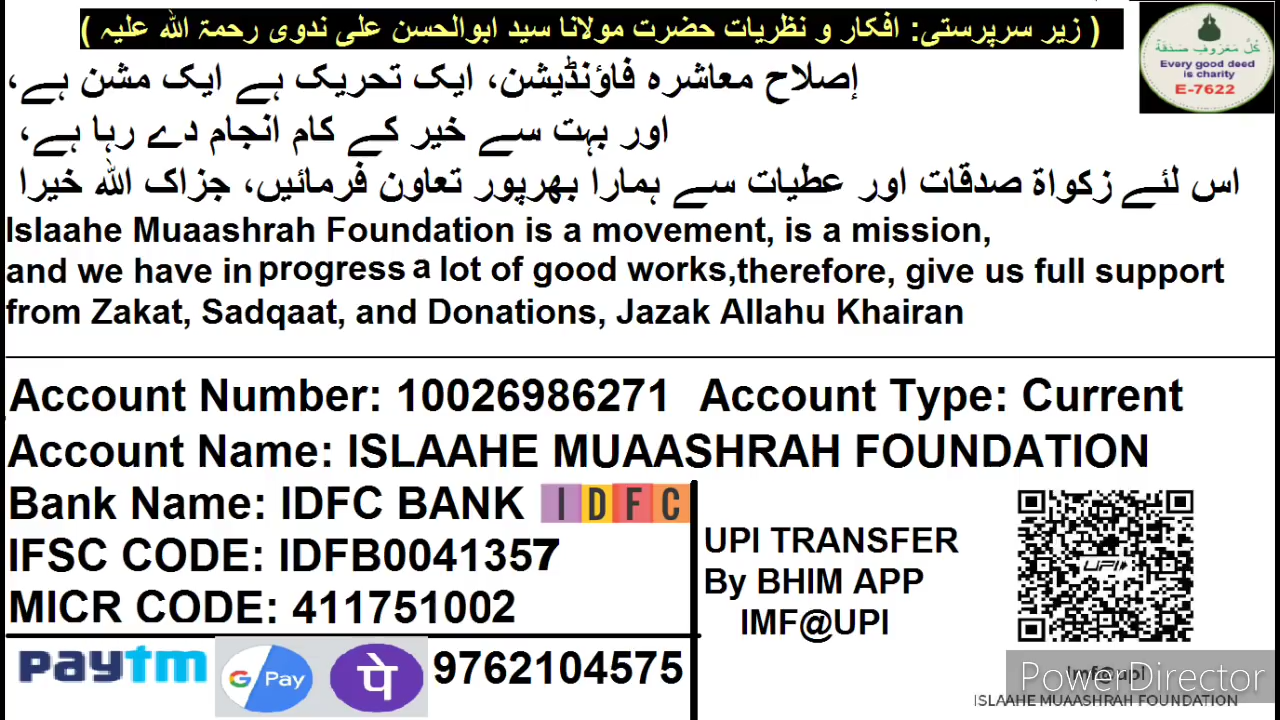 ( زیر سرپرستی: افکار و نظریات حضرت مولانا سید ابوالحسن علی ندوی رحمۃ اللہ علیہ )
كُلُّ مَعْرُوفٍ صَدَقَة
Every good deed
is charity
E-7622
إصلاح معاشرہ فاؤنڈیشن، ایک تحریک ہے ایک مشن ہے،
اور بہت سے خیر کے کام انجام دے رہا ہے،
اس لئے زکواۃ صدقات اور عطیات سے ہمارا بھرپور تعاون فرمائیں، جزاک اللہ خیرا
Islaahe Muaashrah Foundation is a movement, is a mission,
and we have in progress a lot of good works,therefore, give us full support
from Zakat, Sadqaat, and Donations, Jazak Allahu Khairan
Account Number: 10026986271 Account Type: Current
Account Name: ISLAAHE MUAASHRAH FOUNDATION
Bank Name: IDFC BANK IDFC
IFSC CODE: IDFB0041357
MICR CODE: 411751002
UPI TRANSFER
By BHIM APP
IMF@UPI
UPI
paytm G Pay पे 9762104575
imf@upi
PowerDirector
ISLAAHE MUAASHRAH FOUNDATION